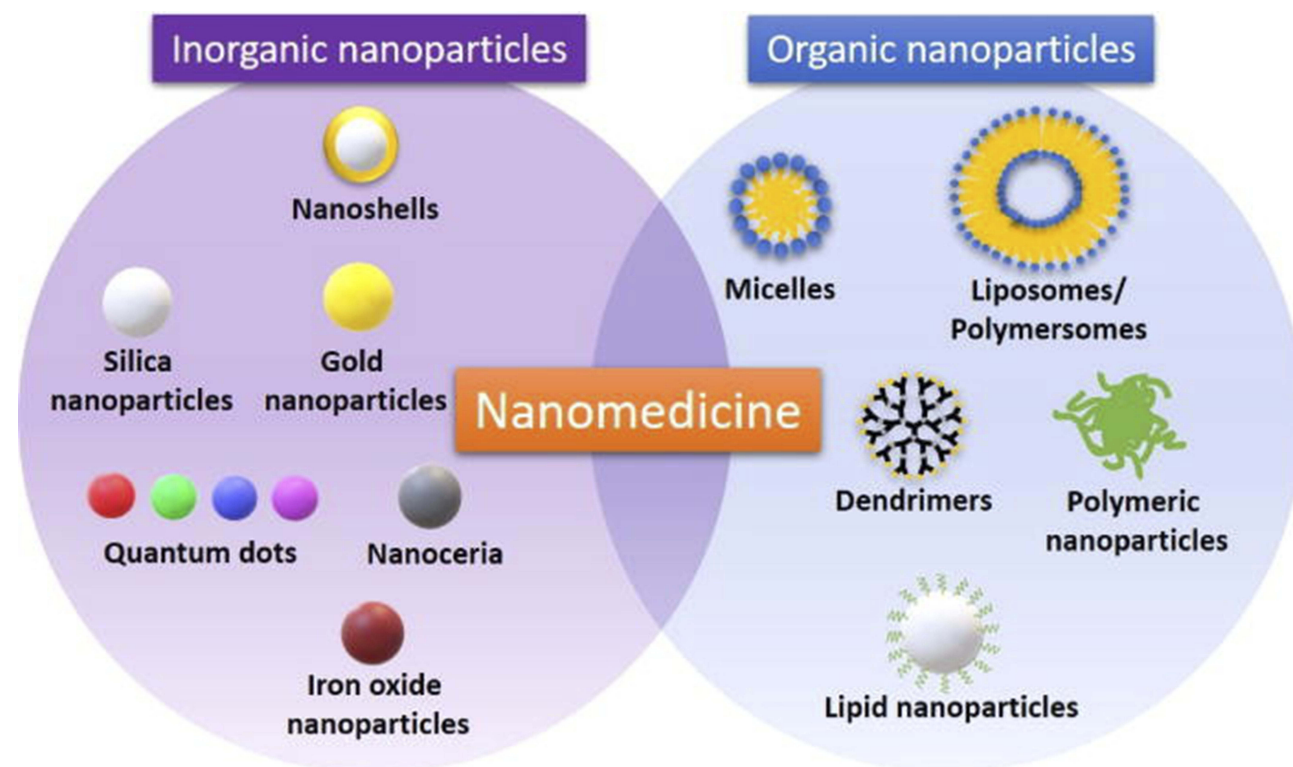 Inorganic nanoparticles
Organic nanoparticles
Nanoshells
Silica
nanoparticles
Gold
nanoparticles
Quantum dots
Nanoceria
Iron oxide
nanoparticles
Nanomedicine
Micelles
Liposomes/
Polymersomes
Dendrimers
Polymeric
nanoparticles
Lipid nanoparticles